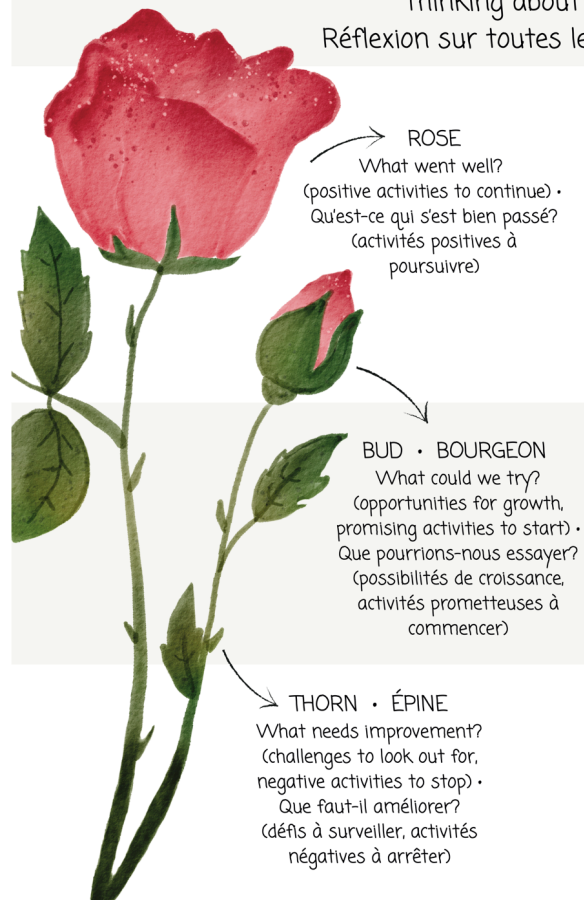 Thinking about
Réflexion sur toutes
ROSE
What went well?
(positive activities to continue) •
Qu'est-ce qui s'est bien passé?
(activités positives à
poursuivre)
BUD • BOURGEON
What could we try?
(opportunities for growth,
promising activities to start) •
Que pourrions-nous essayer?
(possibilités de croissance,
activités prometteuses à
commencer)
THORN • ÉPINE
What needs improvement?
(challenges to look out for,
negative activities to stop) •
Que faut-il améliorer?
(défis à surveiller, activités
négatives à arrêter)